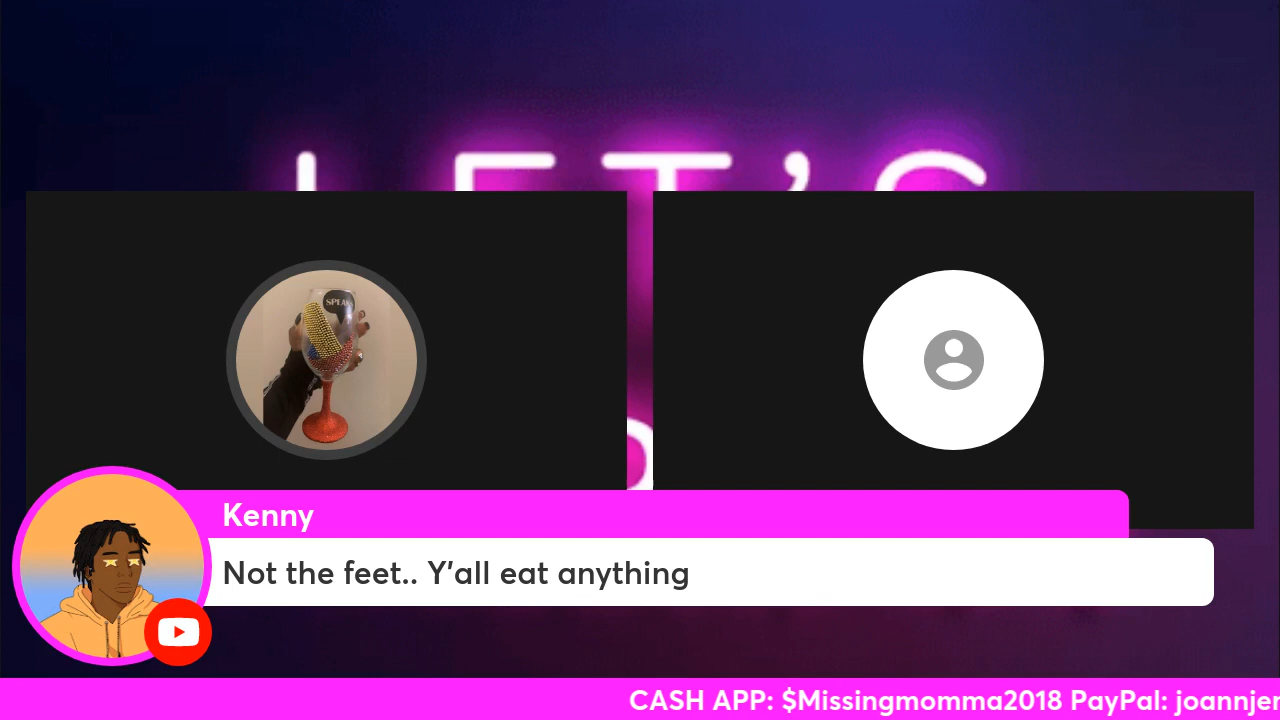 LET'S
SPEAK
Kenny
Not the feet.. Y'all eat anything
CASH APP: $Missingmomma2018 PayPal: joannjer